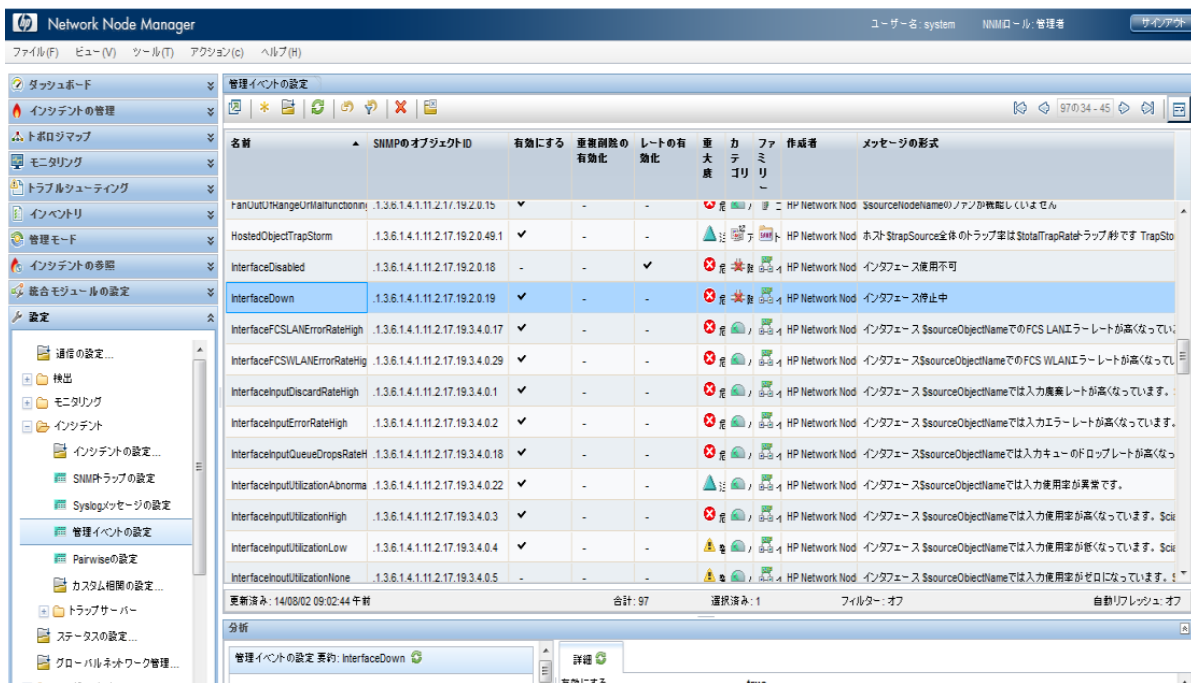 Network Node Manager
ユーザー名: system NNMロール: 管理者 サインアウト
ファイル(F) ビュー(V) ツール(T) アクション(c) ヘルプ(H)
ダッシュボード
インシデントの管理
トポロジマップ
モニタリング
トラブルシューティング
インベントリ
管理モード
インシデントの参照
統合モジュールの設定
設定
通信の設定...
検出
モニタリング
インシデント
インシデントの設定...
SNMPトラップの設定
Syslogメッセージの設定
管理イベントの設定
Pairwiseの設定
カスタム相関の設定...
トラップサーバー
ステータスの設定...
グローバルネットワーク管理...
管理イベントの設定
97の34 - 45
名前 SNMPのオブジェクトID 有効にする 重複削除の有効化 レートの有効化 重大度 カテゴリ ファミリー 作成者 メッセージの形式
FanOutOfRangeOrMalfunctioning .1.3.6.1.4.1.11.2.17.19.2.0.15 ✔ - - HP Network Nod $sourceNodeNameのファンが機能していません
HostedObjectTrapStorm .1.3.6.1.4.1.11.2.17.19.2.0.49.1 ✔ - - HP Network Nod ホスト$trapSource全体のトラップ率は$totalTrapRateトラップ/秒です TrapSto
InterfaceDisabled .1.3.6.1.4.1.11.2.17.19.2.0.18 - - ✔ HP Network Nod インタフェース使用不可
InterfaceDown .1.3.6.1.4.1.11.2.17.19.2.0.19 ✔ - - HP Network Nod インタフェース停止中
InterfaceFCSLANErrorRateHigh .1.3.6.1.4.1.11.2.17.19.3.4.0.17 ✔ - - HP Network Nod インタフェース $sourceObjectNameでのFCS LANエラーレートが高くなってい
InterfaceFCSWLANErrorRateHig .1.3.6.1.4.1.11.2.17.19.3.4.0.29 ✔ - - HP Network Nod インタフェース$sourceObjectNameでのFCS WLANエラーレートが高くなってい
InterfaceInputDiscardRateHigh .1.3.6.1.4.1.11.2.17.19.3.4.0.1 ✔ - - HP Network Nod インタフェース $sourceObjectNameでは入力廃棄レートが高くなっています。
InterfaceInputErrorRateHigh .1.3.6.1.4.1.11.2.17.19.3.4.0.2 ✔ - - HP Network Nod インタフェース $sourceObjectNameでは入力エラーレートが高くなっています。
InterfaceInputQueueDropsRateH .1.3.6.1.4.1.11.2.17.19.3.4.0.18 ✔ - - HP Network Nod インタフェース$sourceObjectNameでは入力キューのドロップレートが高くなっ
InterfaceInputUtilizationAbnorma .1.3.6.1.4.1.11.2.17.19.3.4.0.22 ✔ - - HP Network Nod インタフェース$sourceObjectNameでは入力使用率が異常です。
InterfaceInputUtilizationHigh .1.3.6.1.4.1.11.2.17.19.3.4.0.3 ✔ - - HP Network Nod インタフェース $sourceObjectNameでは入力使用率が高くなっています。$cia
InterfaceInputUtilizationLow .1.3.6.1.4.1.11.2.17.19.3.4.0.4 ✔ - - HP Network Nod インタフェース $sourceObjectNameでは入力使用率が低くなっています。$cia
InterfaceInputUtilizationNone .1.3.6.1.4.1.11.2.17.19.3.4.0.5 - - - HP Network Nod インタフェース $sourceObjectNameでは入力使用率がゼロになっています。
更新済み: 14/08/02 09:02:44 午前 合計: 97 選択済み: 1 フィルター: オフ 自動リフレッシュ: オフ
分析
管理イベントの設定 要約: InterfaceDown
詳細
有効にする true